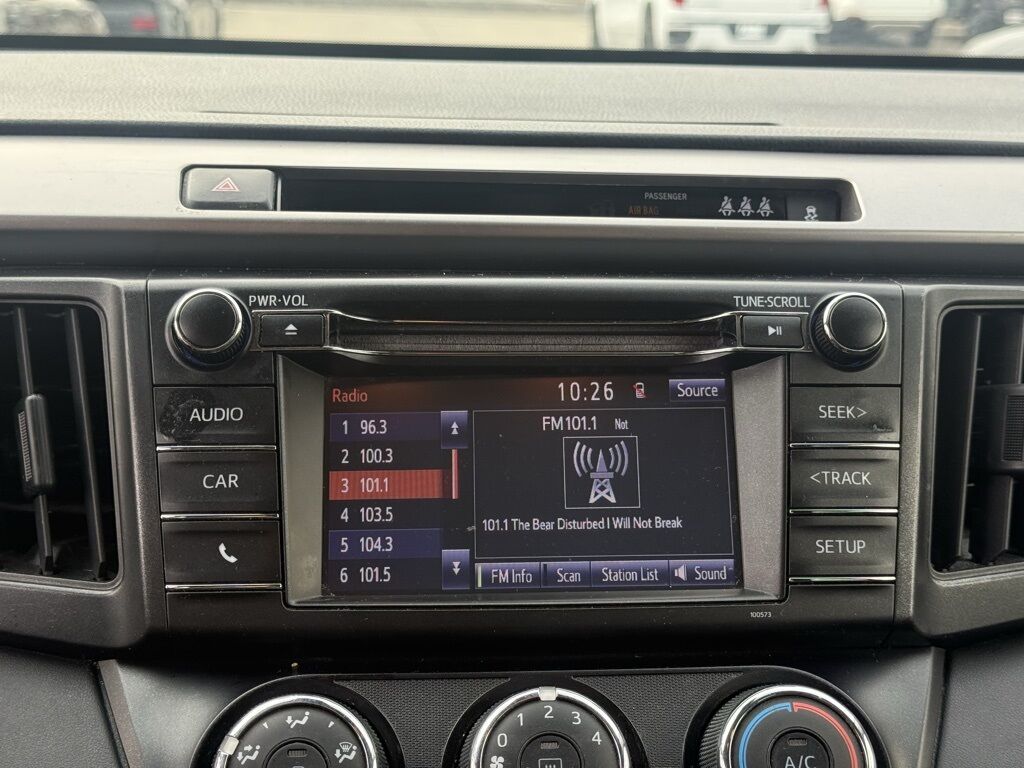 PASSENGER
AIR BAG
PWR·VOL
TUNE·SCROLL
AUDIO
CAR
SEEK>
<TRACK
SETUP
Radio
10:26
Source
1 96.3
2 100.3
3 101.1
4 103.5
5 104.3
6 101.5
FM101.1 Not
101.1 The Bear Disturbed I Will Not Break
FM Info
Scan
Station List
Sound
100573
0 1 2 3 4
A/C